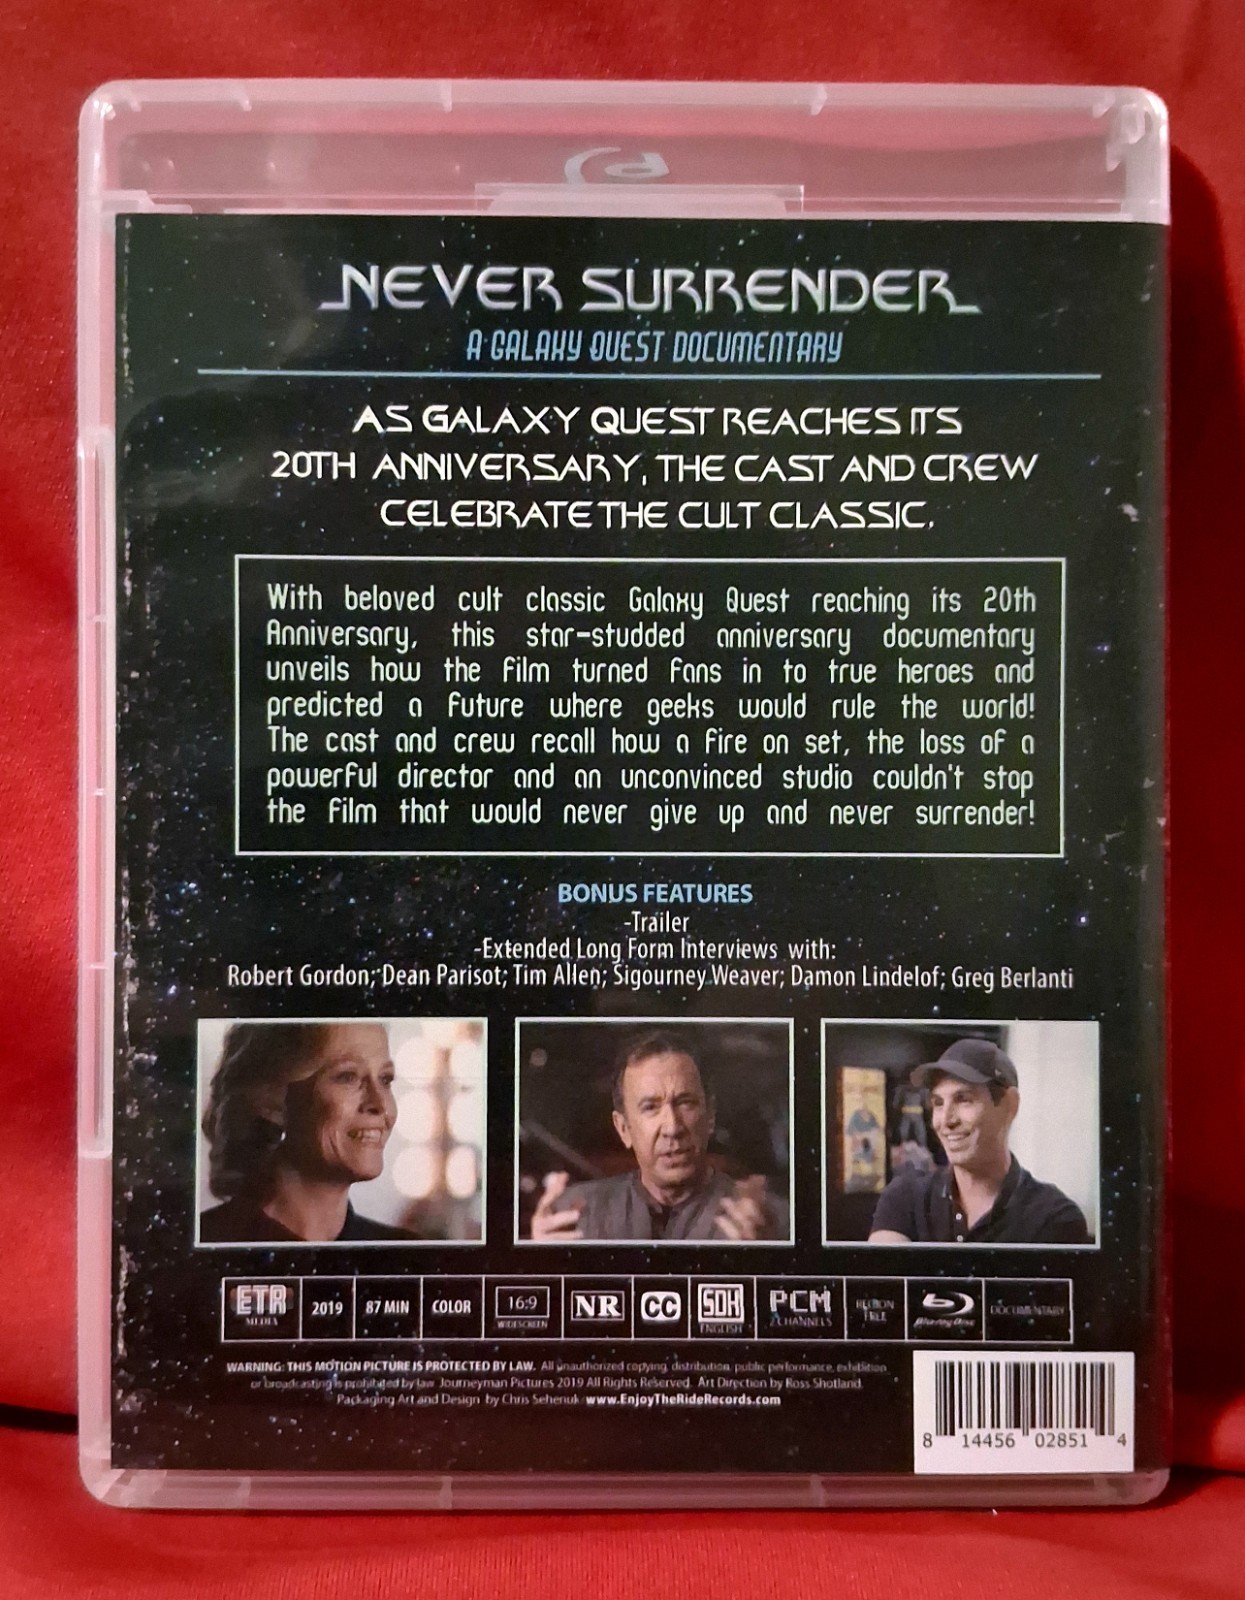 NEVER SURRENDER
A GALAXY QUEST DOCUMENTARY
AS GALAXY QUEST REACHES ITS
20TH ANNIVERSARY, THE CAST AND CREW
CELEBRATE THE CULT CLASSIC.
With beloved cult classic Galaxy Quest reaching its 20th
Anniversary, this star-studded anniversary documentary
unveils how the film turned fans in to true heroes and
predicted a future where geeks would rule the world!
The cast and crew recall how a fire on set, the loss of a
powerful director and an unconvinced studio couldn't stop
the film that would never give up and never surrender!
BONUS FEATURES
-Trailer
-Extended Long Form Interviews with:
Robert Gordon; Dean Parisot; Tim Allen; Sigourney Weaver; Damon Lindelof; Greg Berlanti
ETR MEDIA 2019 87 MIN COLOR 16:9 WIDESCREEN NR CC SDH ENGLISH PCM 2 CHANNELS REGION FREE Blu-ray Disc DOCUMENTARY
WARNING: THIS MOTION PICTURE IS PROTECTED BY LAW. All unauthorized copying, distribution, public performance, exhibition
or broadcasting is prohibited by law Journeyman Pictures 2019 All Rights Reserved. Art Direction by Ross Shotland.
Packaging Art and Design by Chris Sehenuk www.EnjoyTheRideRecords.com
8 14456 02851 4